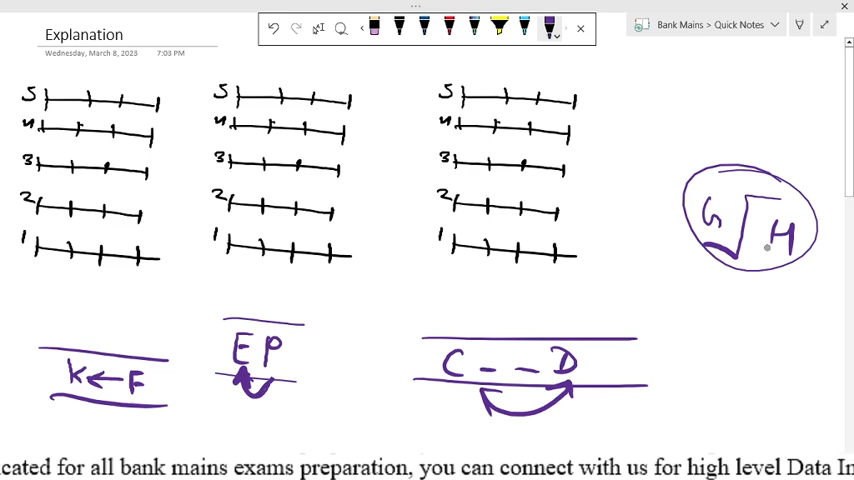 Explanation
Wednesday, March 8, 2023 7:03 PM
Bank Mains > Quick Notes
5 5 5
4 4 4
3 3 3
2 2 2
1 1 1
G H
K ← F
E P
C _ _ D
icated for all bank mains exams preparation, you can connect with us for high level Data In